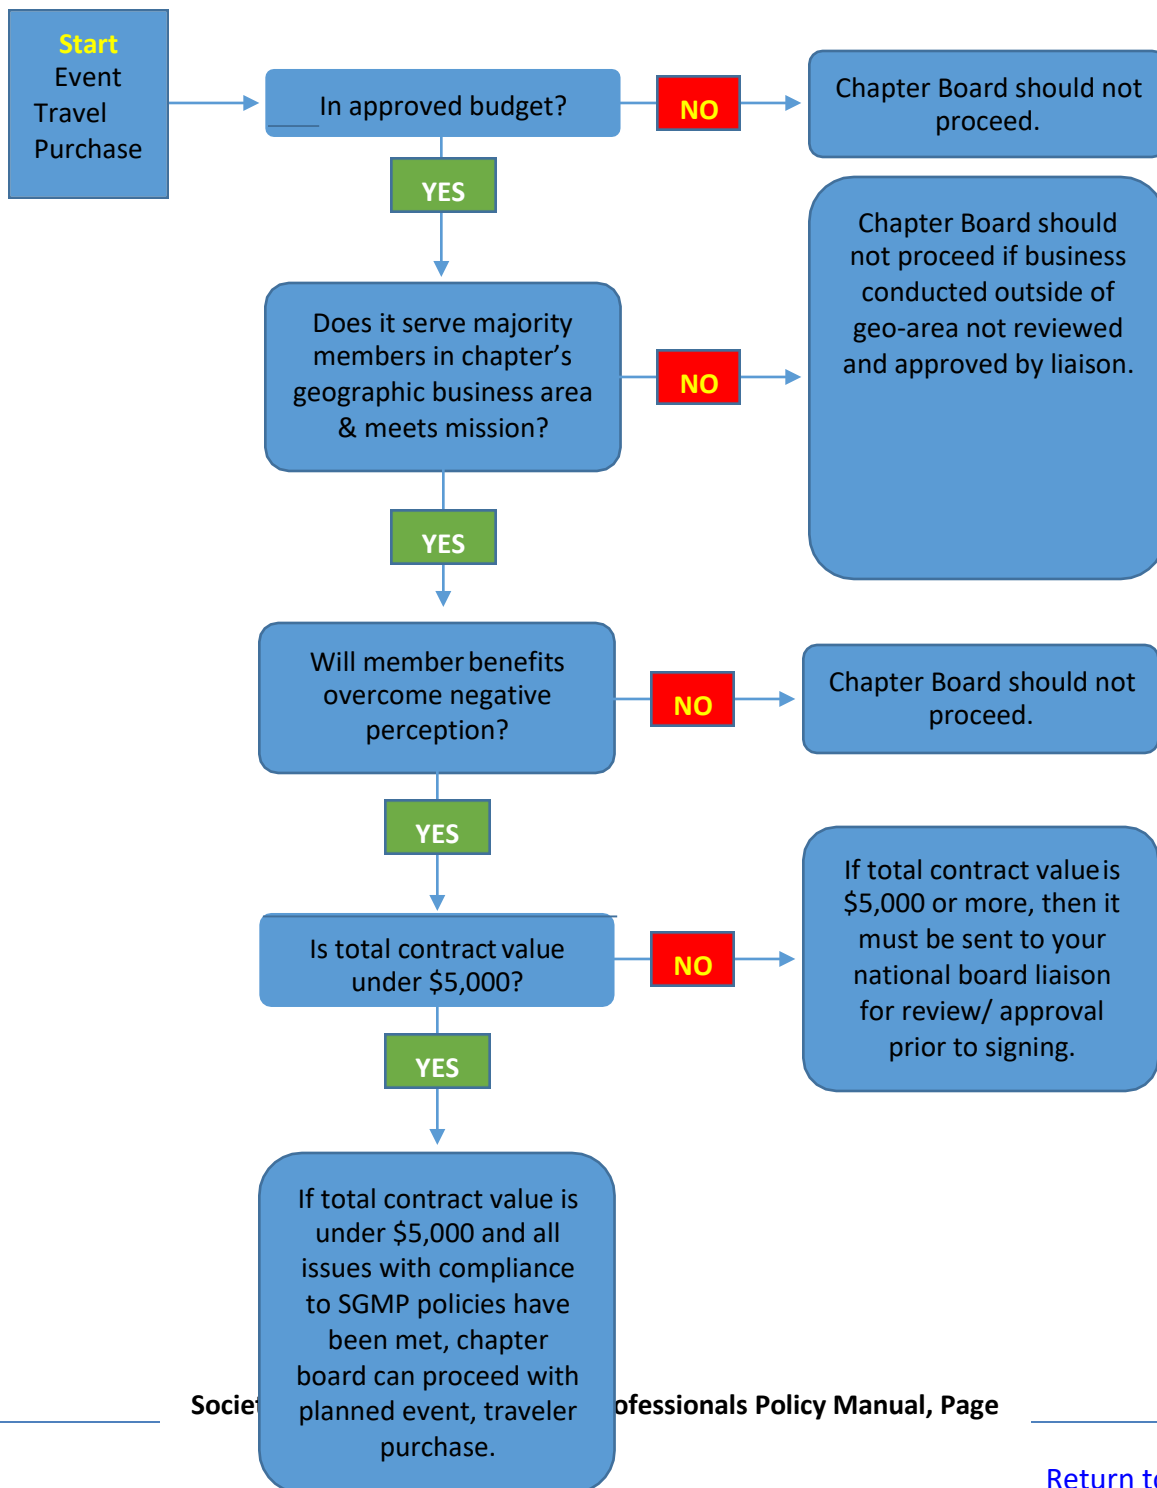 Start
Event
Travel
Purchase
In approved budget?
NO
Chapter Board should not
proceed.
YES
Does it serve majority
members in chapter’s
geographic business area
& meets mission?
NO
Chapter Board should
not proceed if business
conducted outside of
geo-area not reviewed
and approved by liaison.
YES
Will member benefits
overcome negative
perception?
NO
Chapter Board should not
proceed.
YES
Is total contract value
under $5,000?
NO
If total contract value is
$5,000 or more, then it
must be sent to your
national board liaison
for review/ approval
prior to signing.
YES
If total contract value is
under $5,000 and all
issues with compliance
to SGMP policies have
been met, chapter
board can proceed with
planned event, traveler
purchase.
Policy Manual, Page
Return